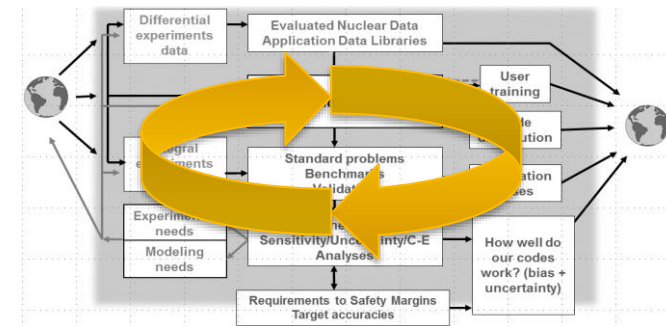 Differential
experiments
data
Evaluated Nuclear Data
Application Data Libraries
User
training
experiments
Standard problems
Benchmarks
Experiment
needs
Modeling
needs
Sensitivity/Uncertainty/C-E
Analyses
How well do
our codes
work? (bias +
uncertainty)
Requirements to Safety Margins
Target accuracies